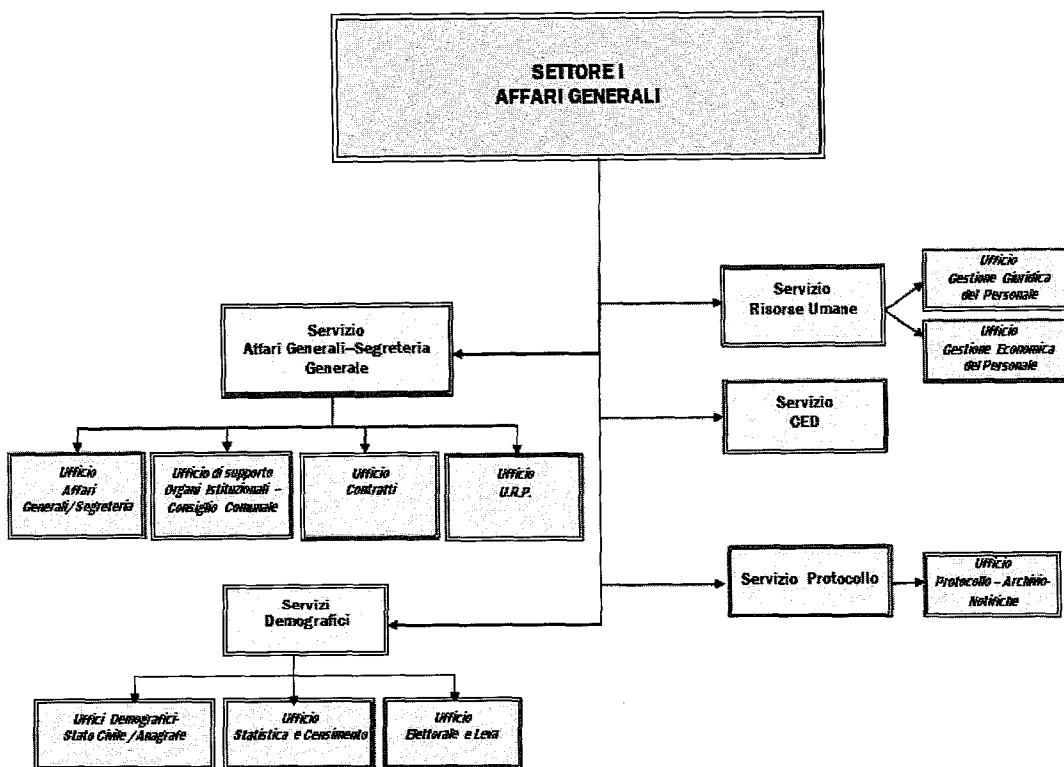 SETTORE I
AFFARI GENERALI
Servizio
Risorse Umane
Ufficio
Gestione Giuridica
del Personale
Ufficio
Gestione Economica
del Personale
Servizio
Affari Generali–Segreteria
Generale
Servizio
CED
Ufficio
Affari
Generali/Segreteria
Ufficio di supporto
Organi Istituzionali –
Consiglio Comunale
Ufficio
Contratti
Ufficio
U.R.P.
Servizio Protocollo
Ufficio
Protocollo – Archivio-
Notifiche
Servizi
Demografici
Uffici Demografici-
Stato Civile /Anagrafe
Ufficio
Statistica e Censimento
Ufficio
Elettorale e Leva